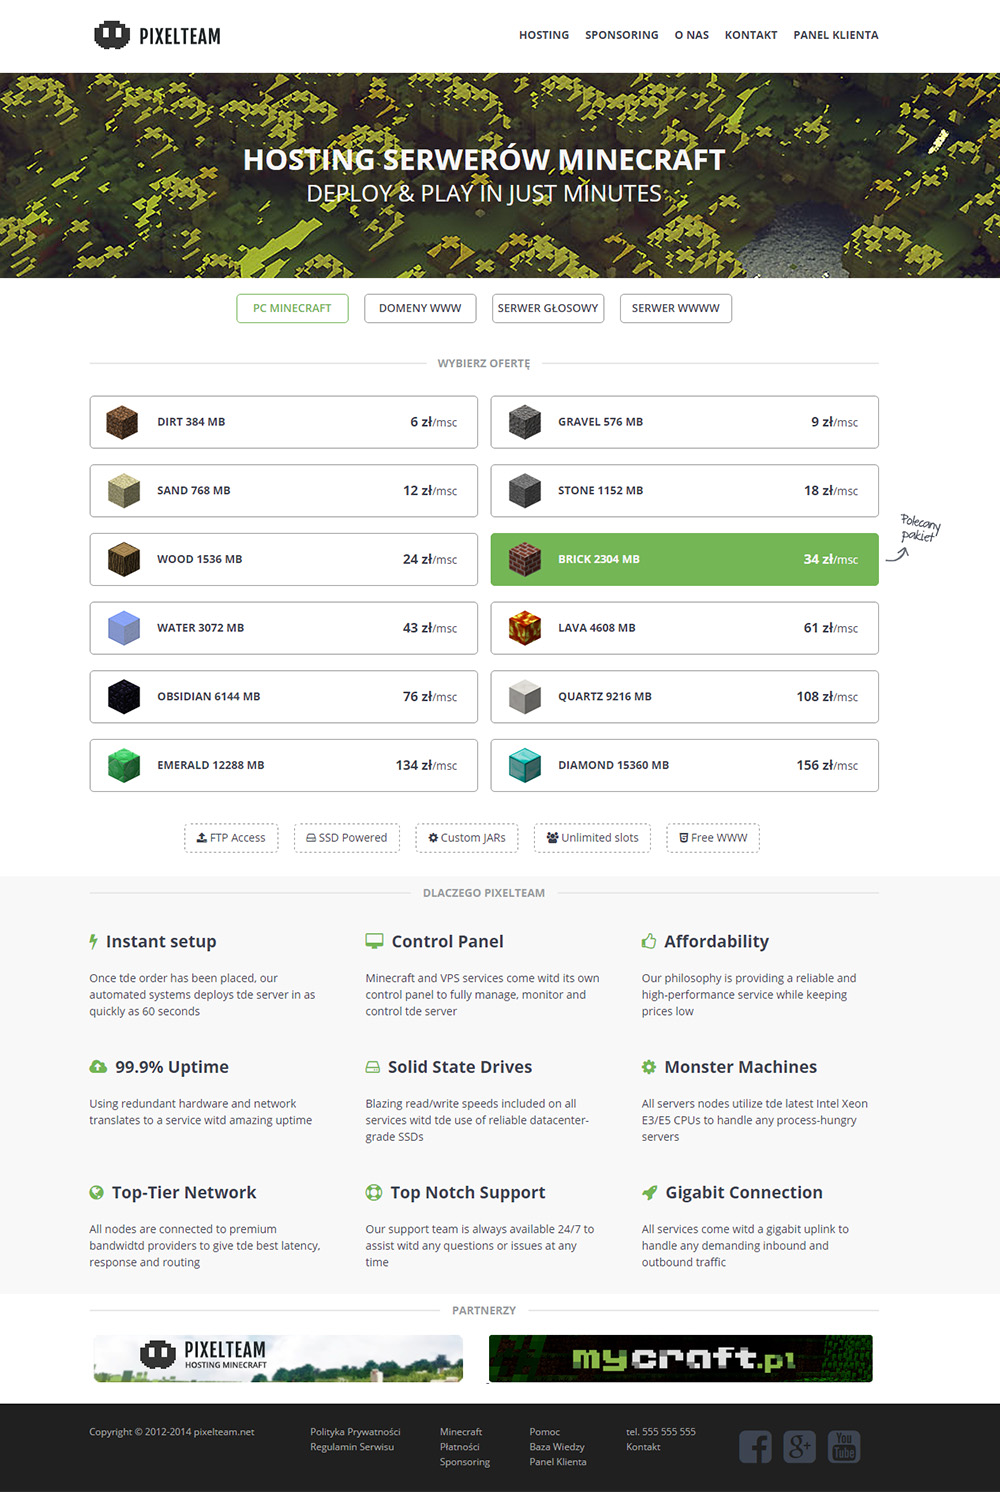 PIXELTEAM
HOSTING SPONSORING O NAS KONTAKT PANEL KLIENTA
HOSTING SERWERÓW MINECRAFT
DEPLOY & PLAY IN JUST MINUTES
PC MINECRAFT
DOMENY WWW
SERWER GŁOSOWY
SERWER WWWW
WYBIERZ OFERTĘ
DIRT 384 MB 6 zł/msc
GRAVEL 576 MB 9 zł/msc
SAND 768 MB 12 zł/msc
STONE 1152 MB 18 zł/msc
WOOD 1536 MB 24 zł/msc
BRICK 2304 MB 34 zł/msc
Polecany
pakiet
WATER 3072 MB 43 zł/msc
LAVA 4608 MB 61 zł/msc
OBSIDIAN 6144 MB 76 zł/msc
QUARTZ 9216 MB 108 zł/msc
EMERALD 12288 MB 134 zł/msc
DIAMOND 15360 MB 156 zł/msc
FTP Access
SSD Powered
Custom JARs
Unlimited slots
Free WWW
DLACZEGO PIXELTEAM
Instant setup
Once tde order has been placed, our
automated systems deploys tde server in as
quickly as 60 seconds
Control Panel
Minecraft and VPS services come witd its own
control panel to fully manage, monitor and
control tde server
Affordability
Our philosophy is providing a reliable and
high-performance service while keeping
prices low
99.9% Uptime
Using redundant hardware and network
translates to a service witd amazing uptime
Solid State Drives
Blazing read/write speeds included on all
services witd tde use of reliable datacenter-
grade SSDs
Monster Machines
All servers nodes utilize tde latest Intel Xeon
E3/E5 CPUs to handle any process-hungry
servers
Top-Tier Network
All nodes are connected to premium
bandwidtd providers to give tde best latency,
response and routing
Top Notch Support
Our support team is always available 24/7 to
assist witd any questions or issues at any
time
Gigabit Connection
All services come witd a gigabit uplink to
handle any demanding inbound and
outbound traffic
PARTNERZY
PIXELTEAM
HOSTING MINECRAFT
mycraft.pl
Copyright © 2012-2014 pixelteam.net
Polityka Prywatności
Regulamin Serwisu
Minecraft
Płatności
Sponsoring
Pomoc
Baza Wiedzy
Panel Klienta
tel. 555 555 555
Kontakt
f
g+
You
Tube